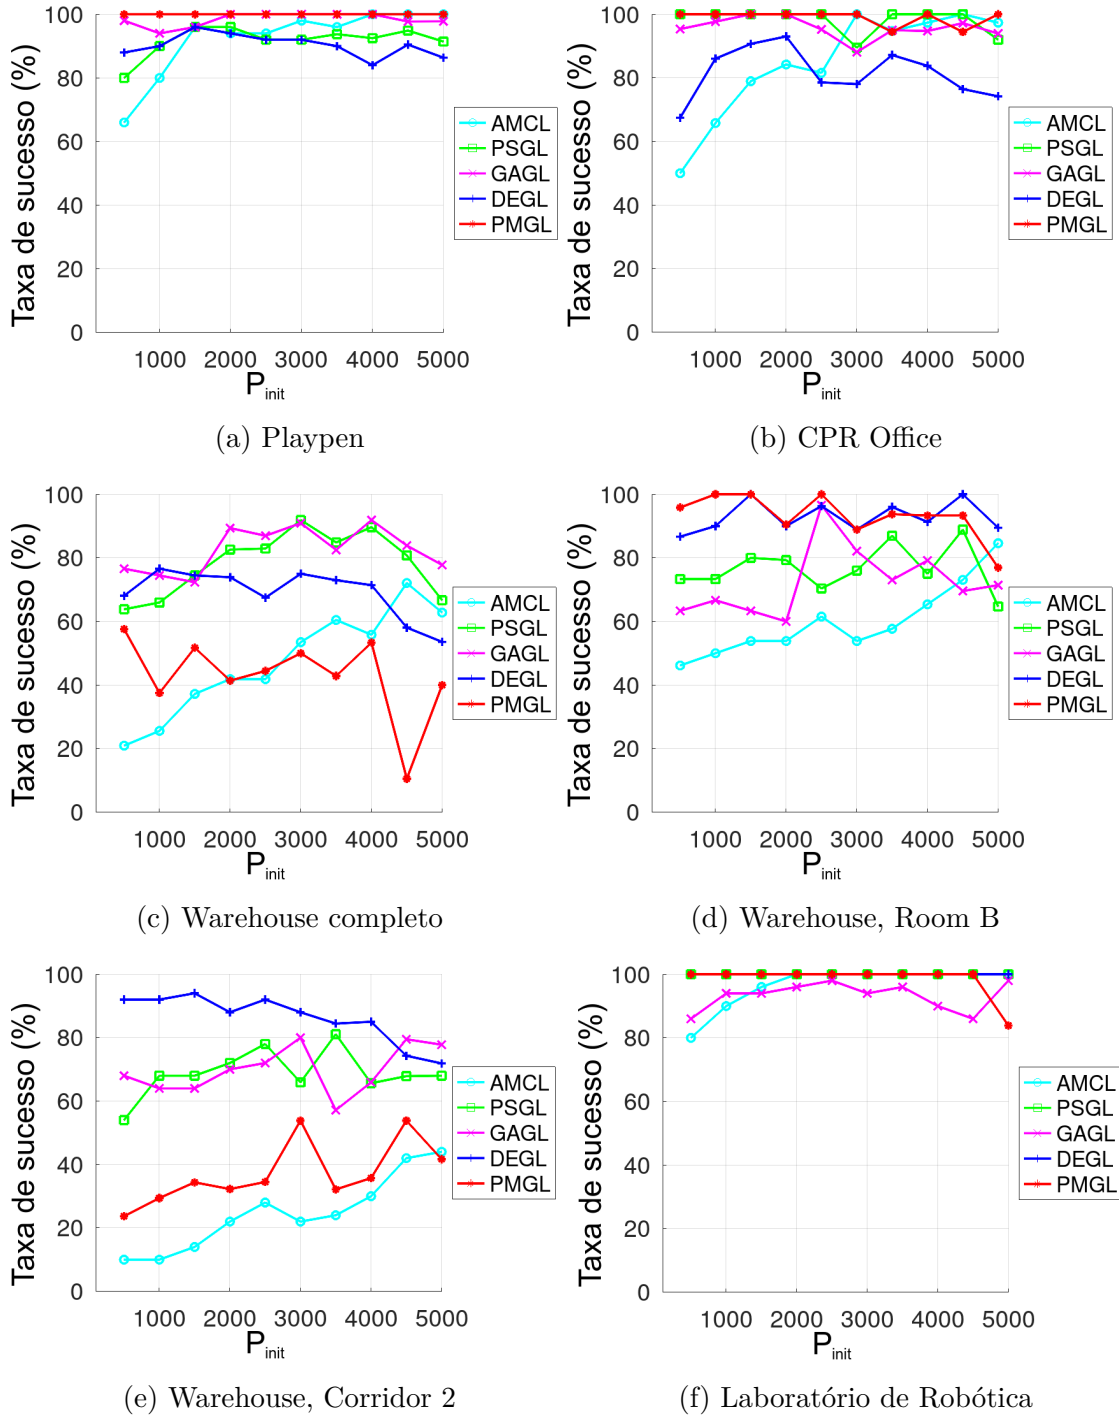 Taxa de sucesso (%)
100
80
60
40
20
0
1000 2000 3000 4000 5000
P_init
AMCL
PSGL
GAGL
DEGL
PMGL
(a) Playpen
Taxa de sucesso (%)
100
80
60
40
20
0
1000 2000 3000 4000 5000
P_init
AMCL
PSGL
GAGL
DEGL
PMGL
(b) CPR Office
Taxa de sucesso (%)
100
80
60
40
20
0
1000 2000 3000 4000 5000
P_init
AMCL
PSGL
GAGL
DEGL
PMGL
(c) Warehouse completo
Taxa de sucesso (%)
100
80
60
40
20
0
1000 2000 3000 4000 5000
P_init
AMCL
PSGL
GAGL
DEGL
PMGL
(d) Warehouse, Room B
Taxa de sucesso (%)
100
80
60
40
20
0
1000 2000 3000 4000 5000
P_init
AMCL
PSGL
GAGL
DEGL
PMGL
(e) Warehouse, Corridor 2
Taxa de sucesso (%)
100
80
60
40
20
0
1000 2000 3000 4000 5000
P_init
AMCL
PSGL
GAGL
DEGL
PMGL
(f) Laboratório de Robótica